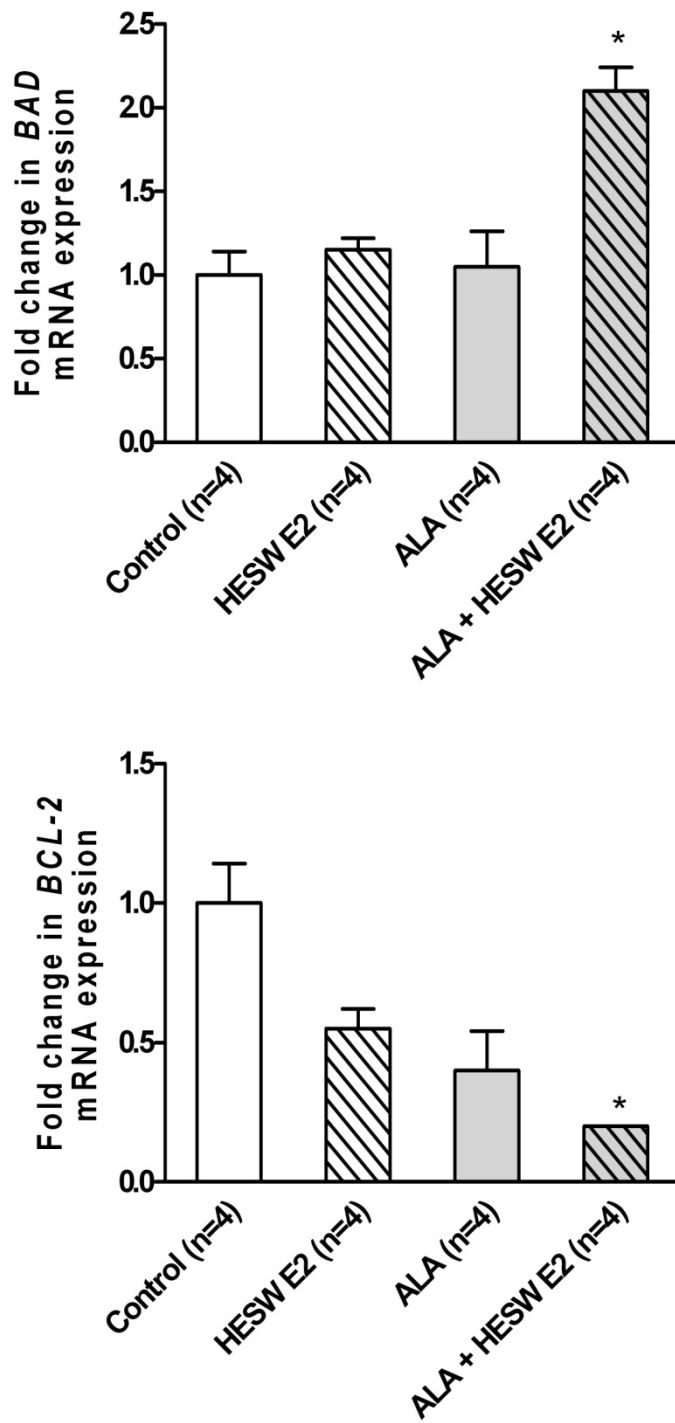 Fold change in BAD
mRNA expression
2.5
2.0
1.5
1.0
0.5
0.0
*
Control (n=4)
HESW E2 (n=4)
ALA (n=4)
ALA + HESW E2 (n=4)
Fold change in BCL-2
mRNA expression
1.5
1.0
0.5
0.0
*
Control (n=4)
HESW E2 (n=4)
ALA (n=4)
ALA + HESW E2 (n=4)